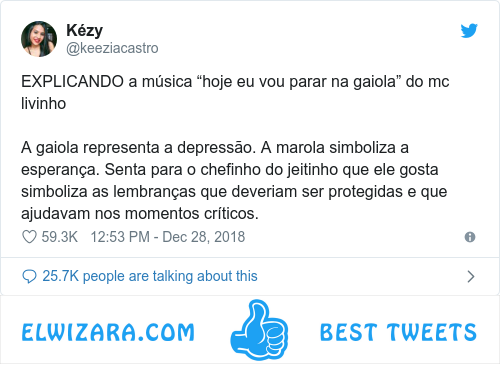 Kézy
@keeziacastro
EXPLICANDO a música “hoje eu vou parar na gaiola” do mc
livinho
A gaiola representa a depressão. A marola simboliza a
esperança. Senta para o chefinho do jeitinho que ele gosta
simboliza as lembranças que deveriam ser protegidas e que
ajudavam nos momentos críticos.
59.3K 12:53 PM - Dec 28, 2018
25.7K people are talking about this
ELWIZARA.COM BEST TWEETS